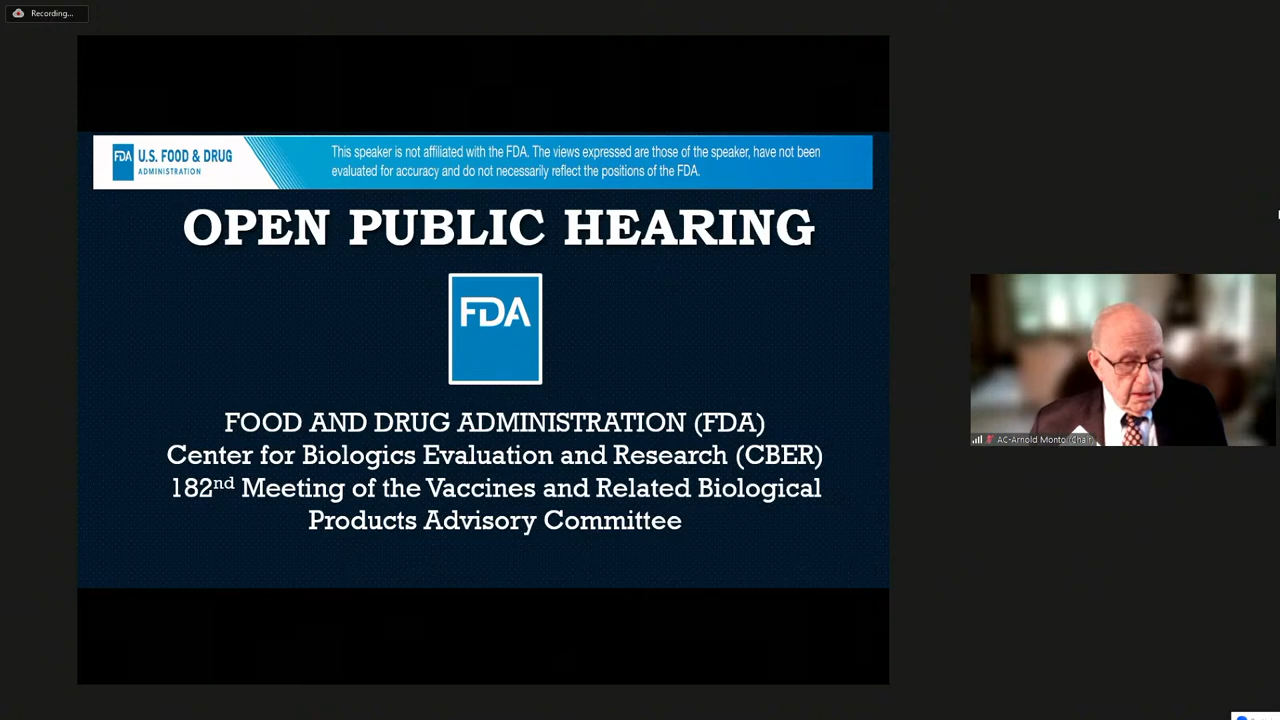 Recording...
FDA U.S. FOOD & DRUG
ADMINISTRATION
This speaker is not affiliated with the FDA. The views expressed are those of the speaker, have not been
evaluated for accuracy and do not necessarily reflect the positions of the FDA.
OPEN PUBLIC HEARING
FDA
FOOD AND DRUG ADMINISTRATION (FDA)
Center for Biologics Evaluation and Research (CBER)
182nd Meeting of the Vaccines and Related Biological
Products Advisory Committee
AC-Arnold Monto (Chair)